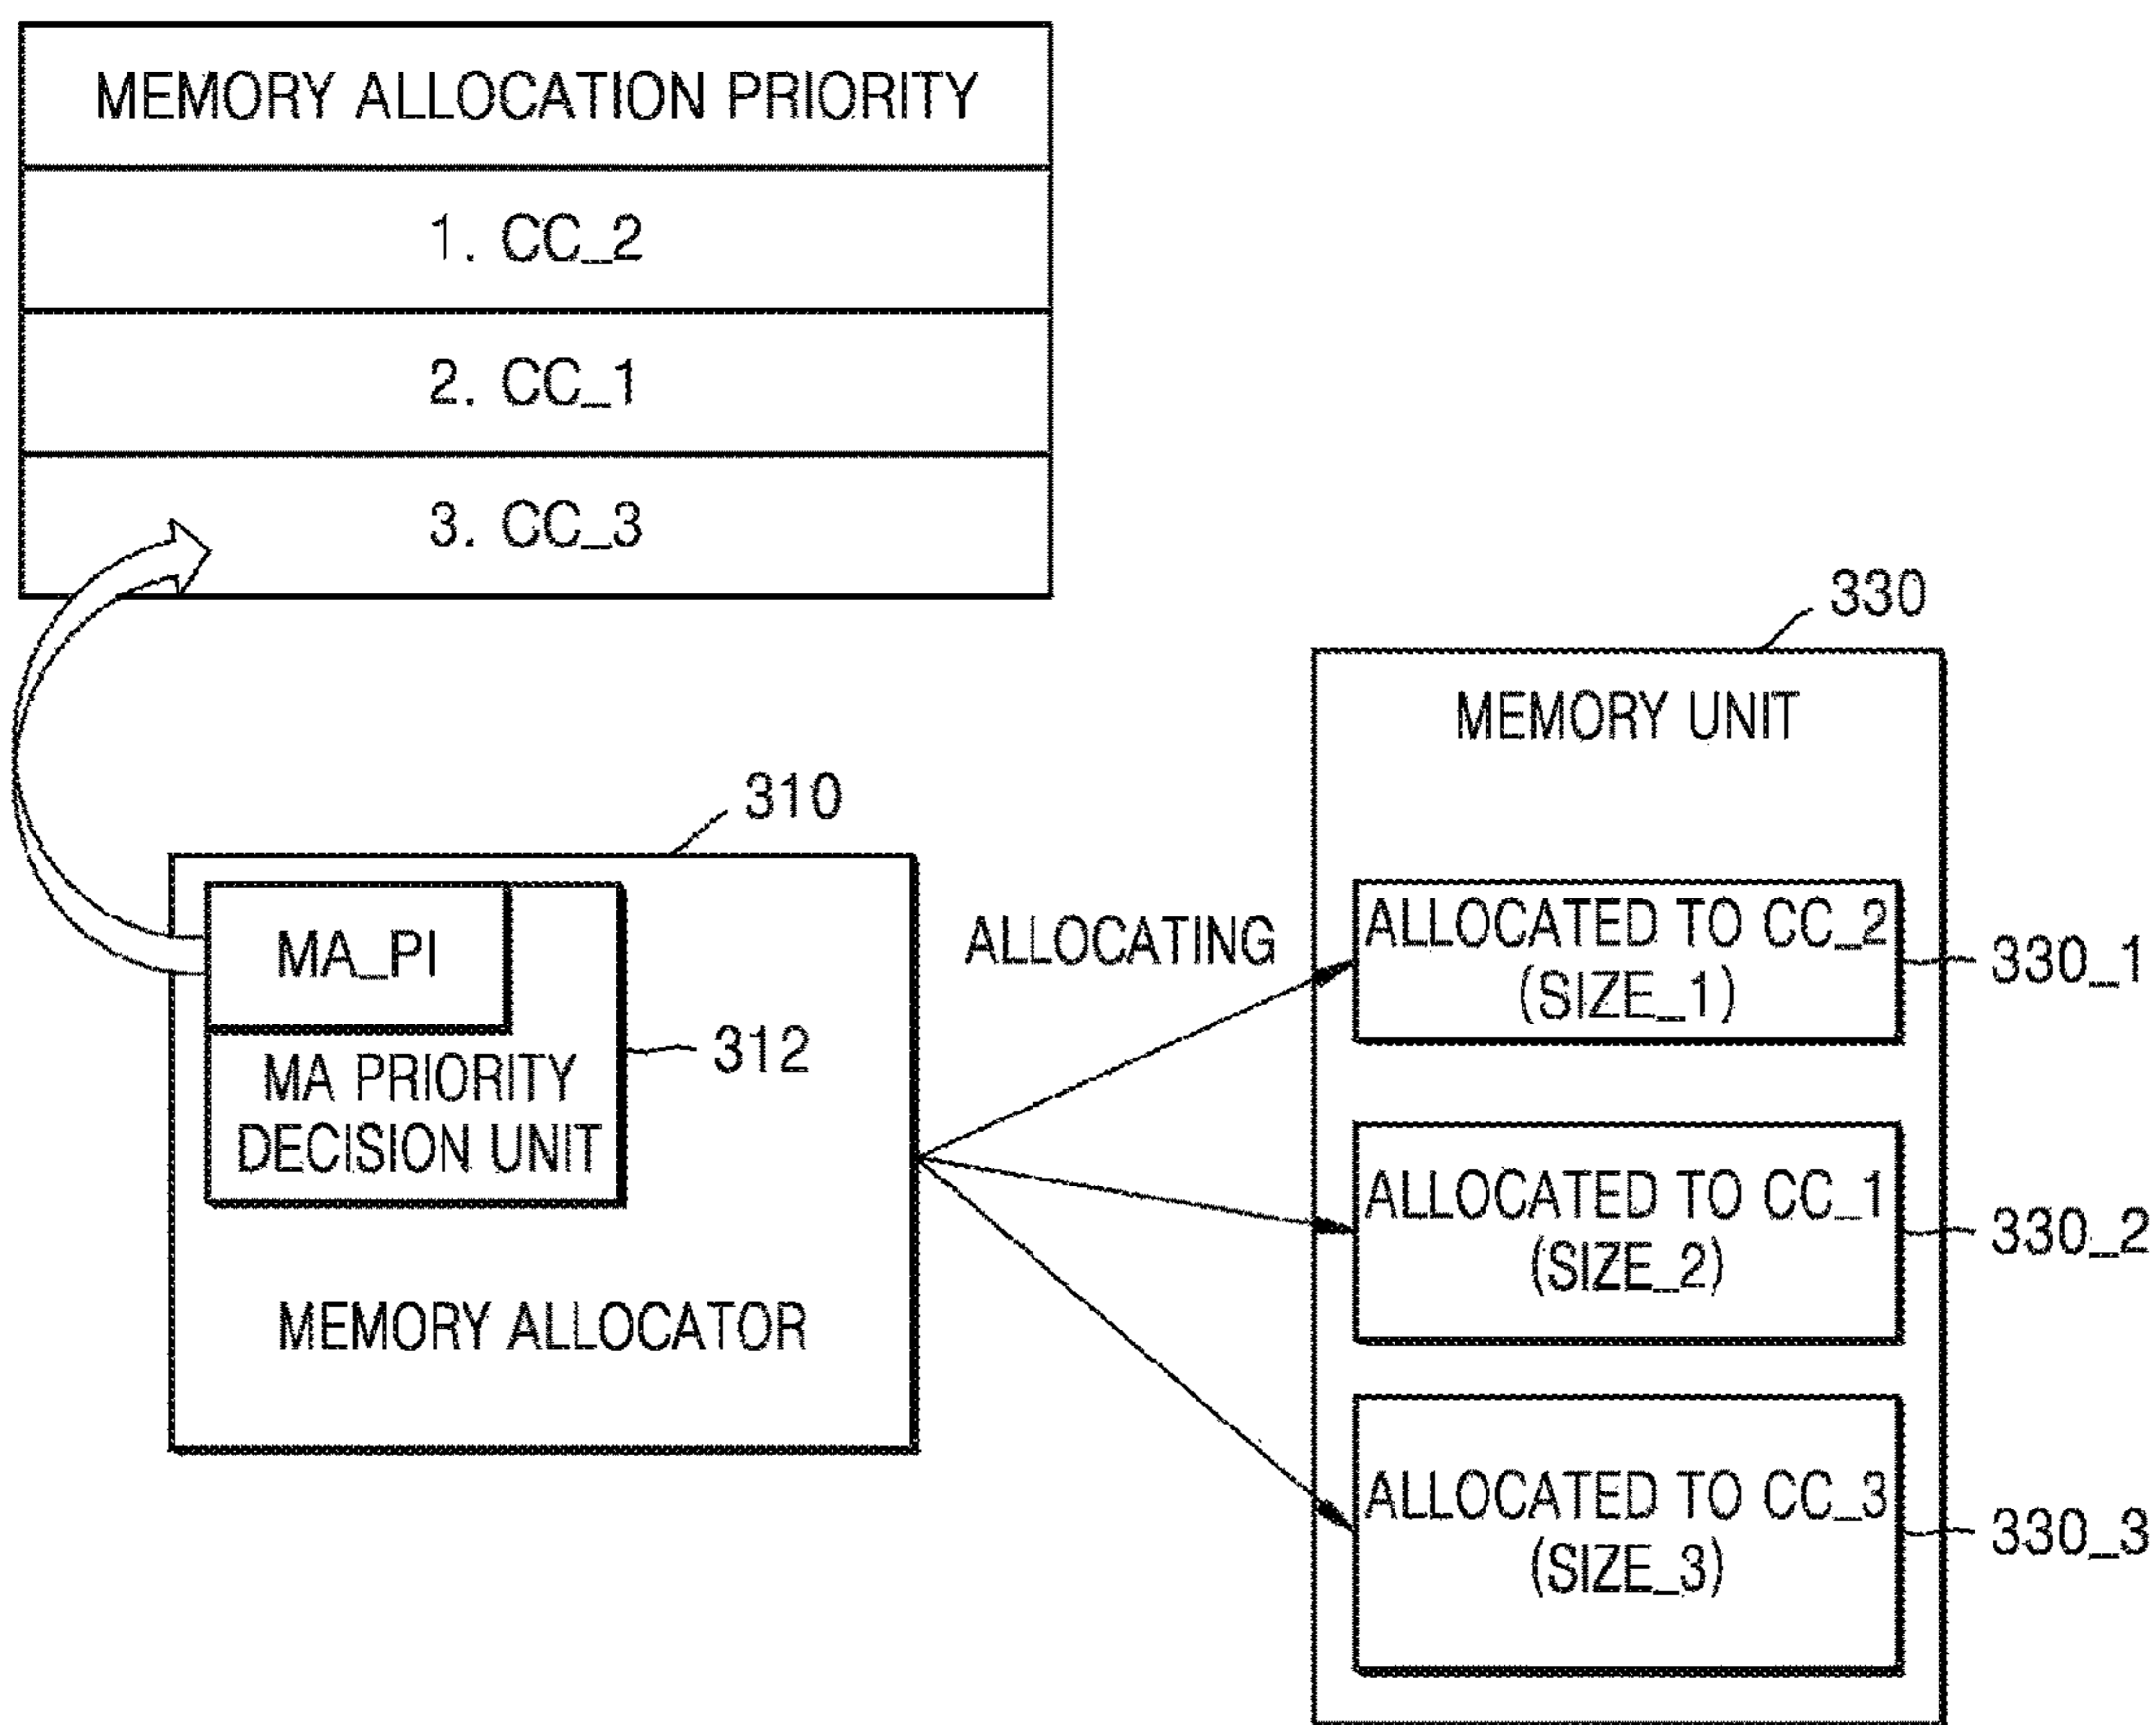 MEMORY ALLOCATION PRIORITY
1. CC_2
2. CC_1
3. CC_3
330
MEMORY UNIT
310
MA_PI
312
MA PRIORITY
DECISION UNIT
MEMORY ALLOCATOR
ALLOCATING
ALLOCATED TO CC_2
(SIZE_1)
330_1
ALLOCATED TO CC_1
(SIZE_2)
330_2
ALLOCATED TO CC_3
(SIZE_3)
330_3